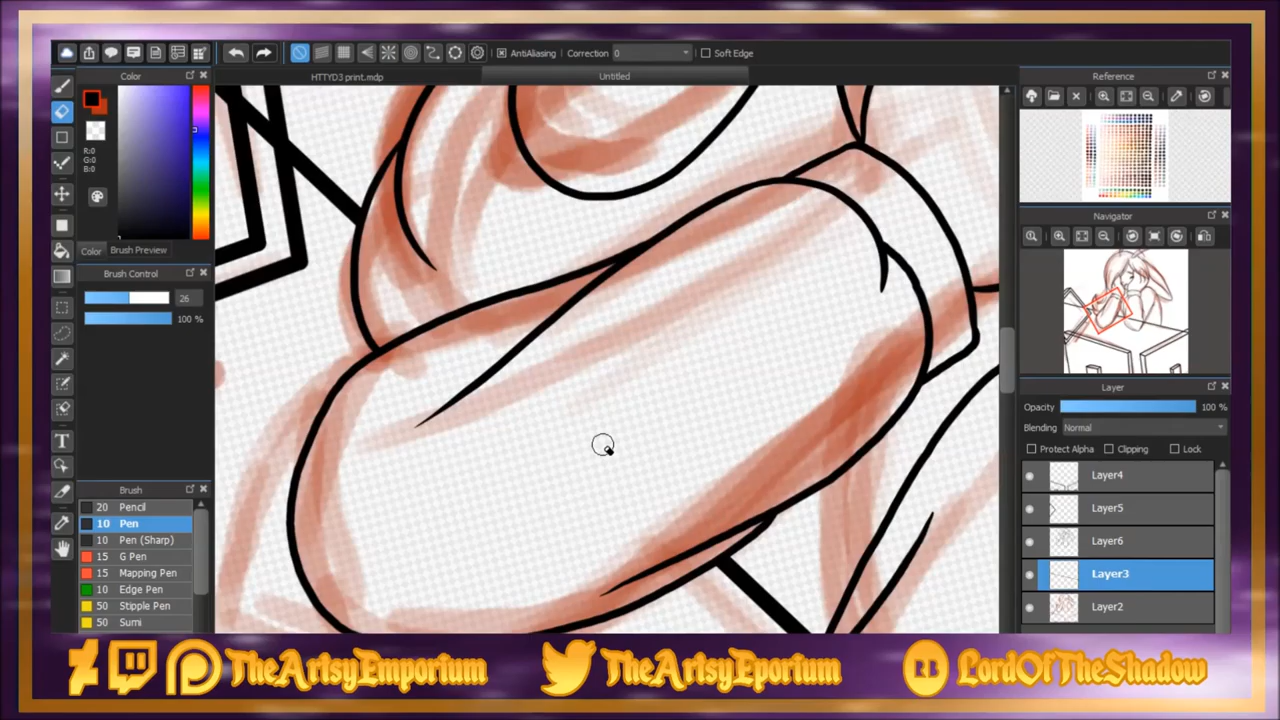 AntiAliasing Correction 0 Soft Edge
Color
HTTYD3 print.mdp
Untitled
Reference
R:0
G:0
B:0
Color Brush Preview
Brush Control
26
100 %
Navigator
Layer
Opacity 100 %
Blending Normal
Protect Alpha Clipping Lock
Layer4
Layer5
Layer6
Layer3
Layer2
Brush
20 Pencil
10 Pen
10 Pen (Sharp)
15 G Pen
15 Mapping Pen
10 Edge Pen
50 Stipple Pen
50 Sumi
T
TheArtsyEmporium
TheArtsyEporium
LordOfTheShadow